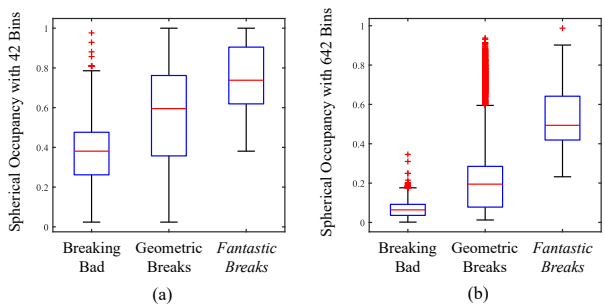 Spherical Occupancy with 42 Bins
1
0.8
0.6
0.4
0.2
0
Breaking Bad
Geometric Breaks
Fantastic Breaks
(a)
Spherical Occupancy with 642 Bins
1
0.8
0.6
0.4
0.2
0
Breaking Bad
Geometric Breaks
Fantastic Breaks
(b)